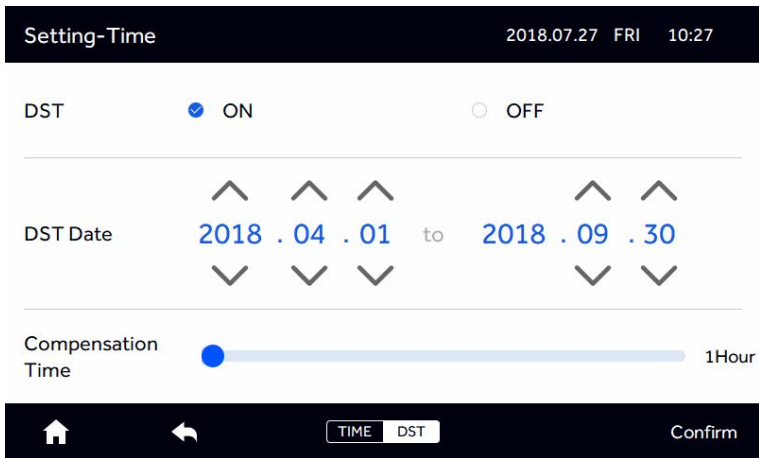 Setting-Time 2018.07.27 FRI 10:27
DST ON OFF
DST Date 2018 . 04 . 01 to 2018 . 09 . 30
Compensation
Time
1Hour
TIME DST Confirm